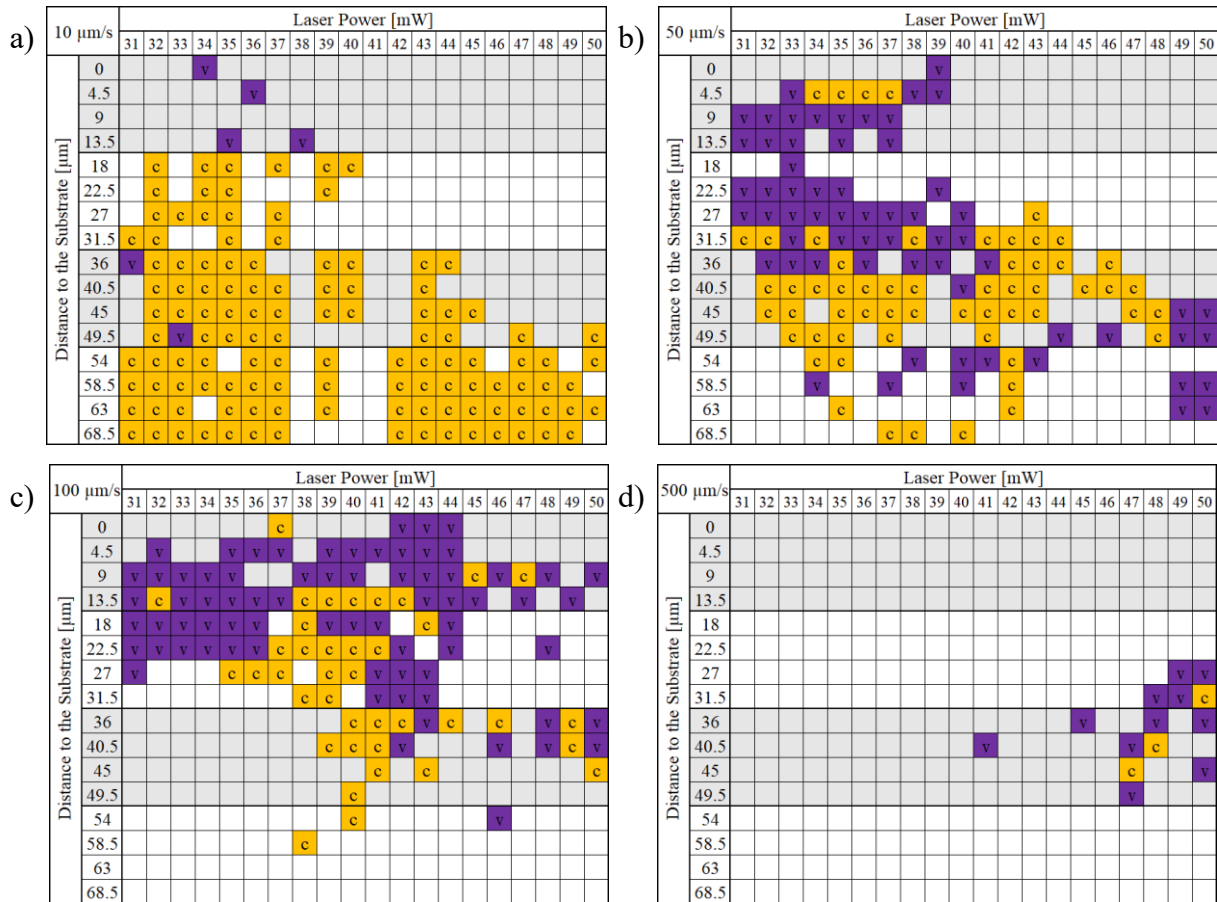 a)
10 μm/s
Laser Power [mW]
31 32 33 34 35 36 37 38 39 40 41 42 43 44 45 46 47 48 49 50
Distance to the Substrate [μm]
0 v
4.5 v
9
13.5 v v
18 c c c c c c
22.5 c c c c
27 c c c c c
31.5 c c c c
36 v c c c c c c c c c
40.5 c c c c c c c c c
45 c c c c c c c c c c c
49.5 c v c c c c c c c c
54 c c c c c c c c c c c c c c
58.5 c c c c c c c c c c c c c c c c
63 c c c c c c c c c c c c c c c c
68.5 c c c c c c c c c c c c c c c
b)
50 μm/s
Laser Power [mW]
31 32 33 34 35 36 37 38 39 40 41 42 43 44 45 46 47 48 49 50
Distance to the Substrate [μm]
0 v
4.5 v c c c c v v
9 v v v v v v v
13.5 v v v v v
18 v
22.5 v v v v v v
27 v v v v v v v v v c
31.5 c c v c v v v c v v c c c c
36 v v v c v v v v c c c c
40.5 c c c c c c c v c c c c c c
45 c c c c c c c c c c c c v v
49.5 c c c c c v v c v v
54 c c v v v c v
58.5 v v v c v v
63 c c v v
68.5 c c c
c)
100 μm/s
Laser Power [mW]
31 32 33 34 35 36 37 38 39 40 41 42 43 44 45 46 47 48 49 50
Distance to the Substrate [μm]
0 c v v v
4.5 v v v v v v v v v v
9 v v v v v v v v v v v c v c v v
13.5 v c v v v v v c c c c c v v v v v
18 v v v v v v c v v v c v
22.5 v v v v v v c c c c c v v v
27 v c c c c c v v v
31.5 c c v v v
36 c c c v c c v c v
40.5 c c c v v v c v
45 c c c
49.5 c
54 c v
58.5 c
63
68.5
d)
500 μm/s
Laser Power [mW]
31 32 33 34 35 36 37 38 39 40 41 42 43 44 45 46 47 48 49 50
Distance to the Substrate [μm]
0
4.5
9
13.5
18
22.5
27 v v
31.5 v v c
36 v v v
40.5 v v c
45 c v
49.5 v
54
58.5
63
68.5